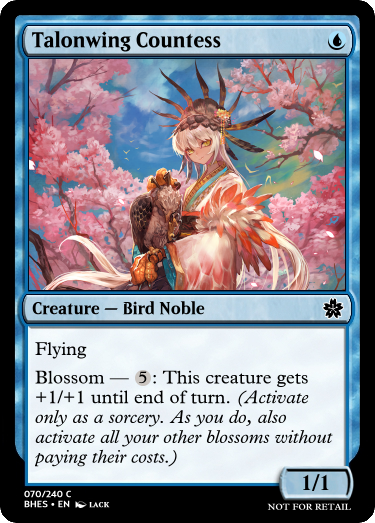 Talonwing Countess
Creature — Bird Noble
Flying
Blossom — 5: This creature gets
+1/+1 until end of turn. (Activate
only as a sorcery. As you do, also
activate all your other blossoms without
paying their costs.)
1/1
070/240 C
BHES • EN LACK
NOT FOR RETAIL